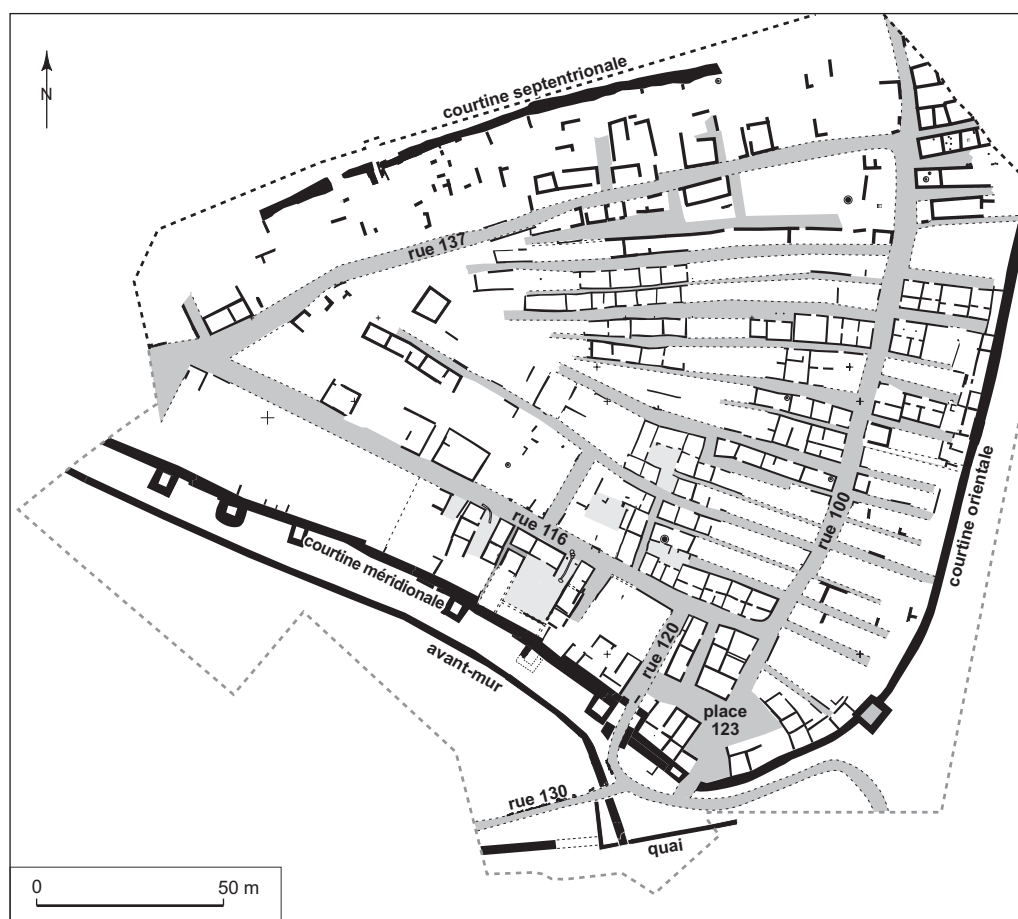 courtine septentrionale
N
rue 137
rue 116
rue 100
courtine orientale
courtine méridionale
rue 120
avant-mur
place
123
rue 130
quai
0
50 m